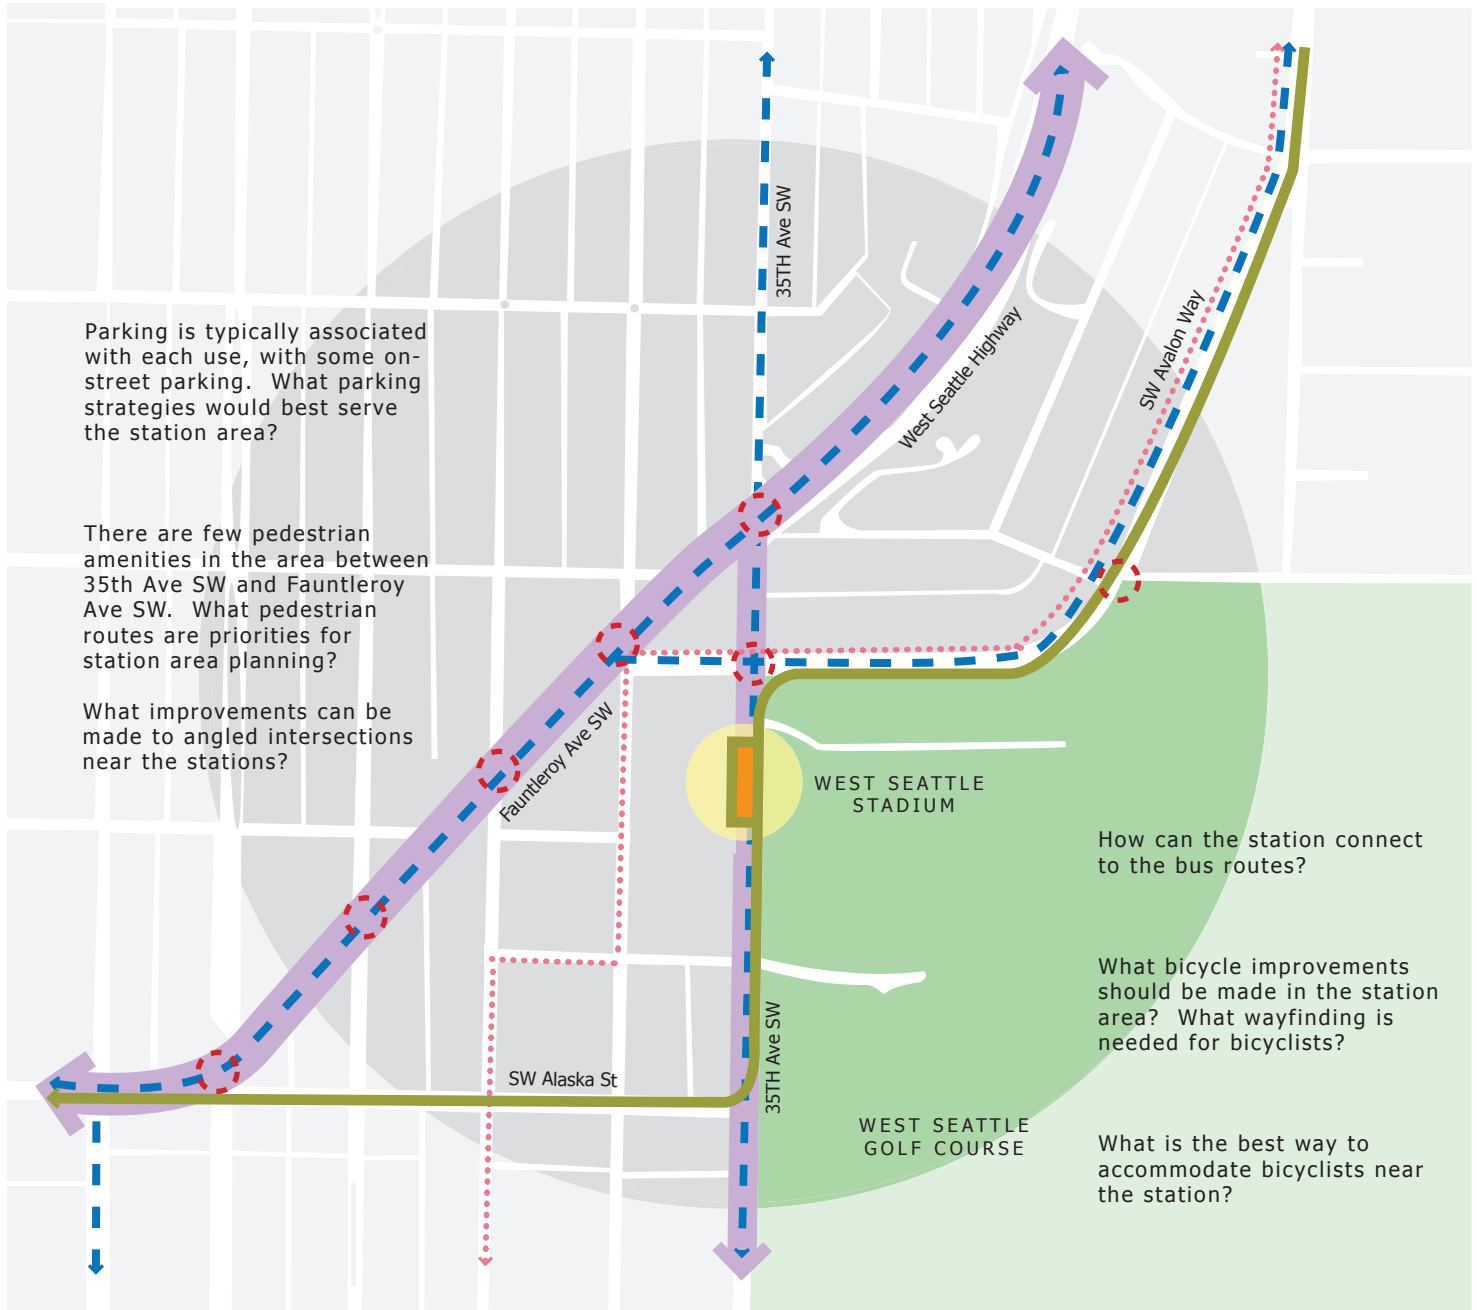 35TH Ave SW
West Seattle Highway
SW Avalon Way
Parking is typically associated
with each use, with some on-
street parking.  What parking
strategies would best serve
the station area?
There are few pedestrian
amenities in the area between
35th Ave SW and Fauntleroy
Ave SW.  What pedestrian
routes are priorities for
station area planning?
What improvements can be
made to angled intersections
near the stations?
Fauntleroy Ave SW
WEST SEATTLE
STADIUM
How can the station connect
to the bus routes?
What bicycle improvements
should be made in the station
area?  What wayfinding is
needed for bicyclists?
35TH Ave SW
SW Alaska St
WEST SEATTLE
GOLF COURSE
What is the best way to
accommodate bicyclists near
the station?